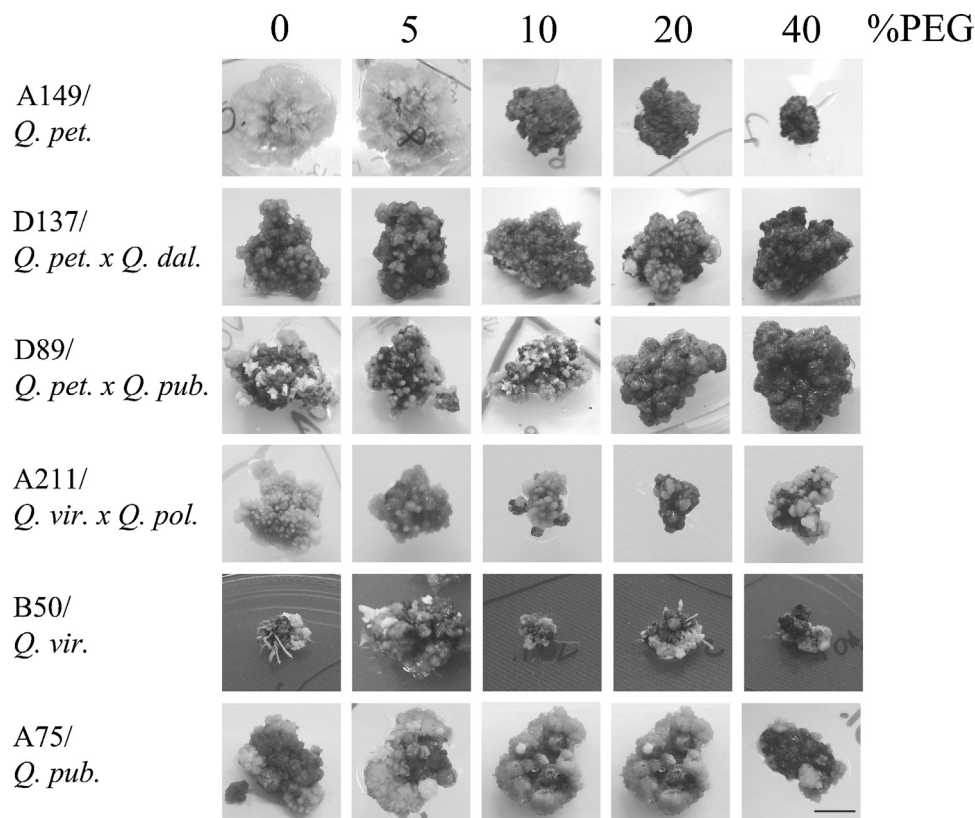 0 5 10 20 40 %PEG
A149/
Q. pet.
D137/
Q. pet. x Q. dal.
D89/
Q. pet. x Q. pub.
A211/
Q. vir. x Q. pol.
B50/
Q. vir.
A75/
Q. pub.